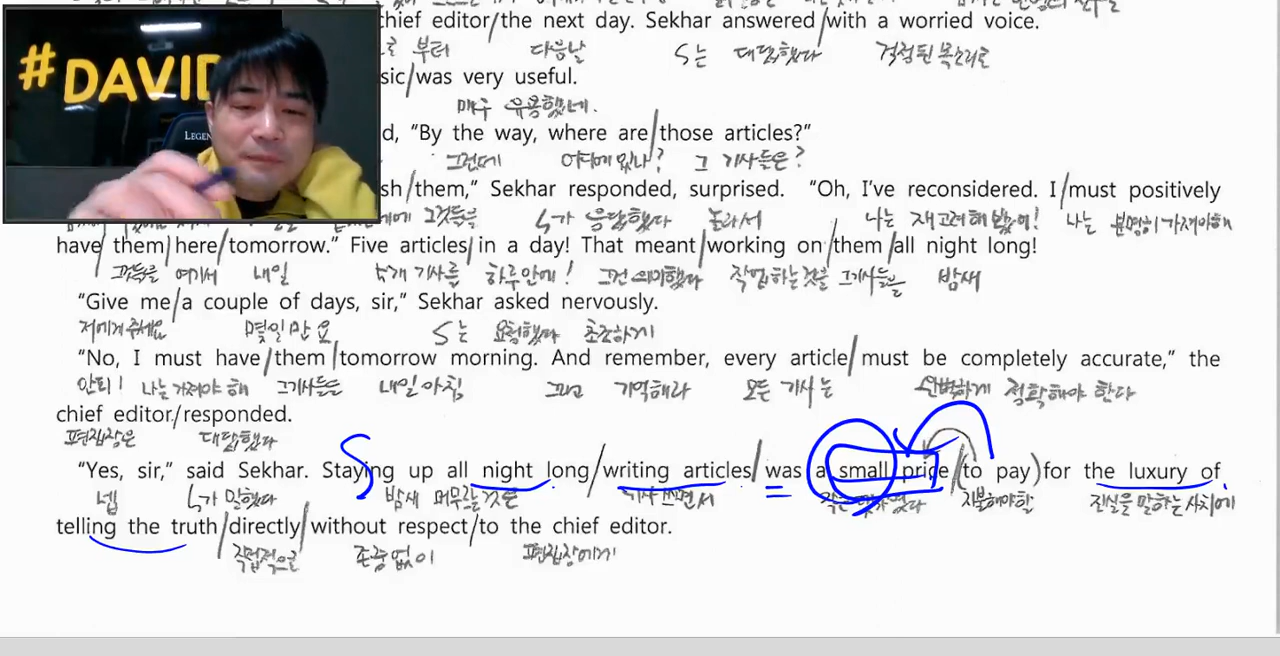 chief editor/the next day. Sekhar answered/with a worried voice.
부터 다음날 S는 대답했다 걱정된 목소리로
#DAVID
sic/was very useful.
매우 유용했네.
LEGEN
d, “By the way, where are/those articles?”
그런데 어디에 있나? 그 기사들은?
sh/them,” Sekhar responded, surprised. “Oh, I’ve reconsidered. I/must positively
그것들을 S가 응답했다 놀라서 나는 재고려해봤어! 나는 분명히 가져야해
have/them/here/tomorrow.” Five articles/in a day! That meant/working on/them/all night long!
그것들을 여기서 내일 5개 기사를 하루안에! 그건 의미했다 작업하는것을 그기사들을 밤새
“Give me/a couple of days, sir,” Sekhar asked nervously.
저에게 주세요 몇일만요 S는 요청했다 초조하게
“No, I must have/them/tomorrow morning. And remember, every article/must be completely accurate,” the
안되! 나는 가져야 해 그기사들을 내일 아침 그리고 기억해라 모든 기사는 완벽하게 정확해야 한다
chief editor/responded.
편집장은 대답했다
“Yes, sir,” said Sekhar. Staying up all night long/writing articles/was a small price/(to pay) for the luxury of
넵 S가 말했다 밤새 머무르는것은 기사쓰면서 지불해야할 진실을 말하는 사치에
telling the truth/directly/without respect/to the chief editor.
직접적으로 존중없이 편집장에게